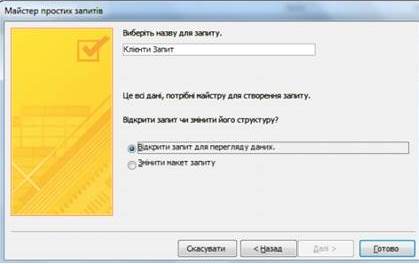 Майстер простих запитів
Виберіть назву для запиту.
Клієнти Запит
Це всі дані, потрібні майстру для створення запиту.
Відкрити запит чи змінити його структуру?
Відкрити запит для перегляду даних.
Змінити макет запиту
Скасувати
< Назад
Далі >
Готово